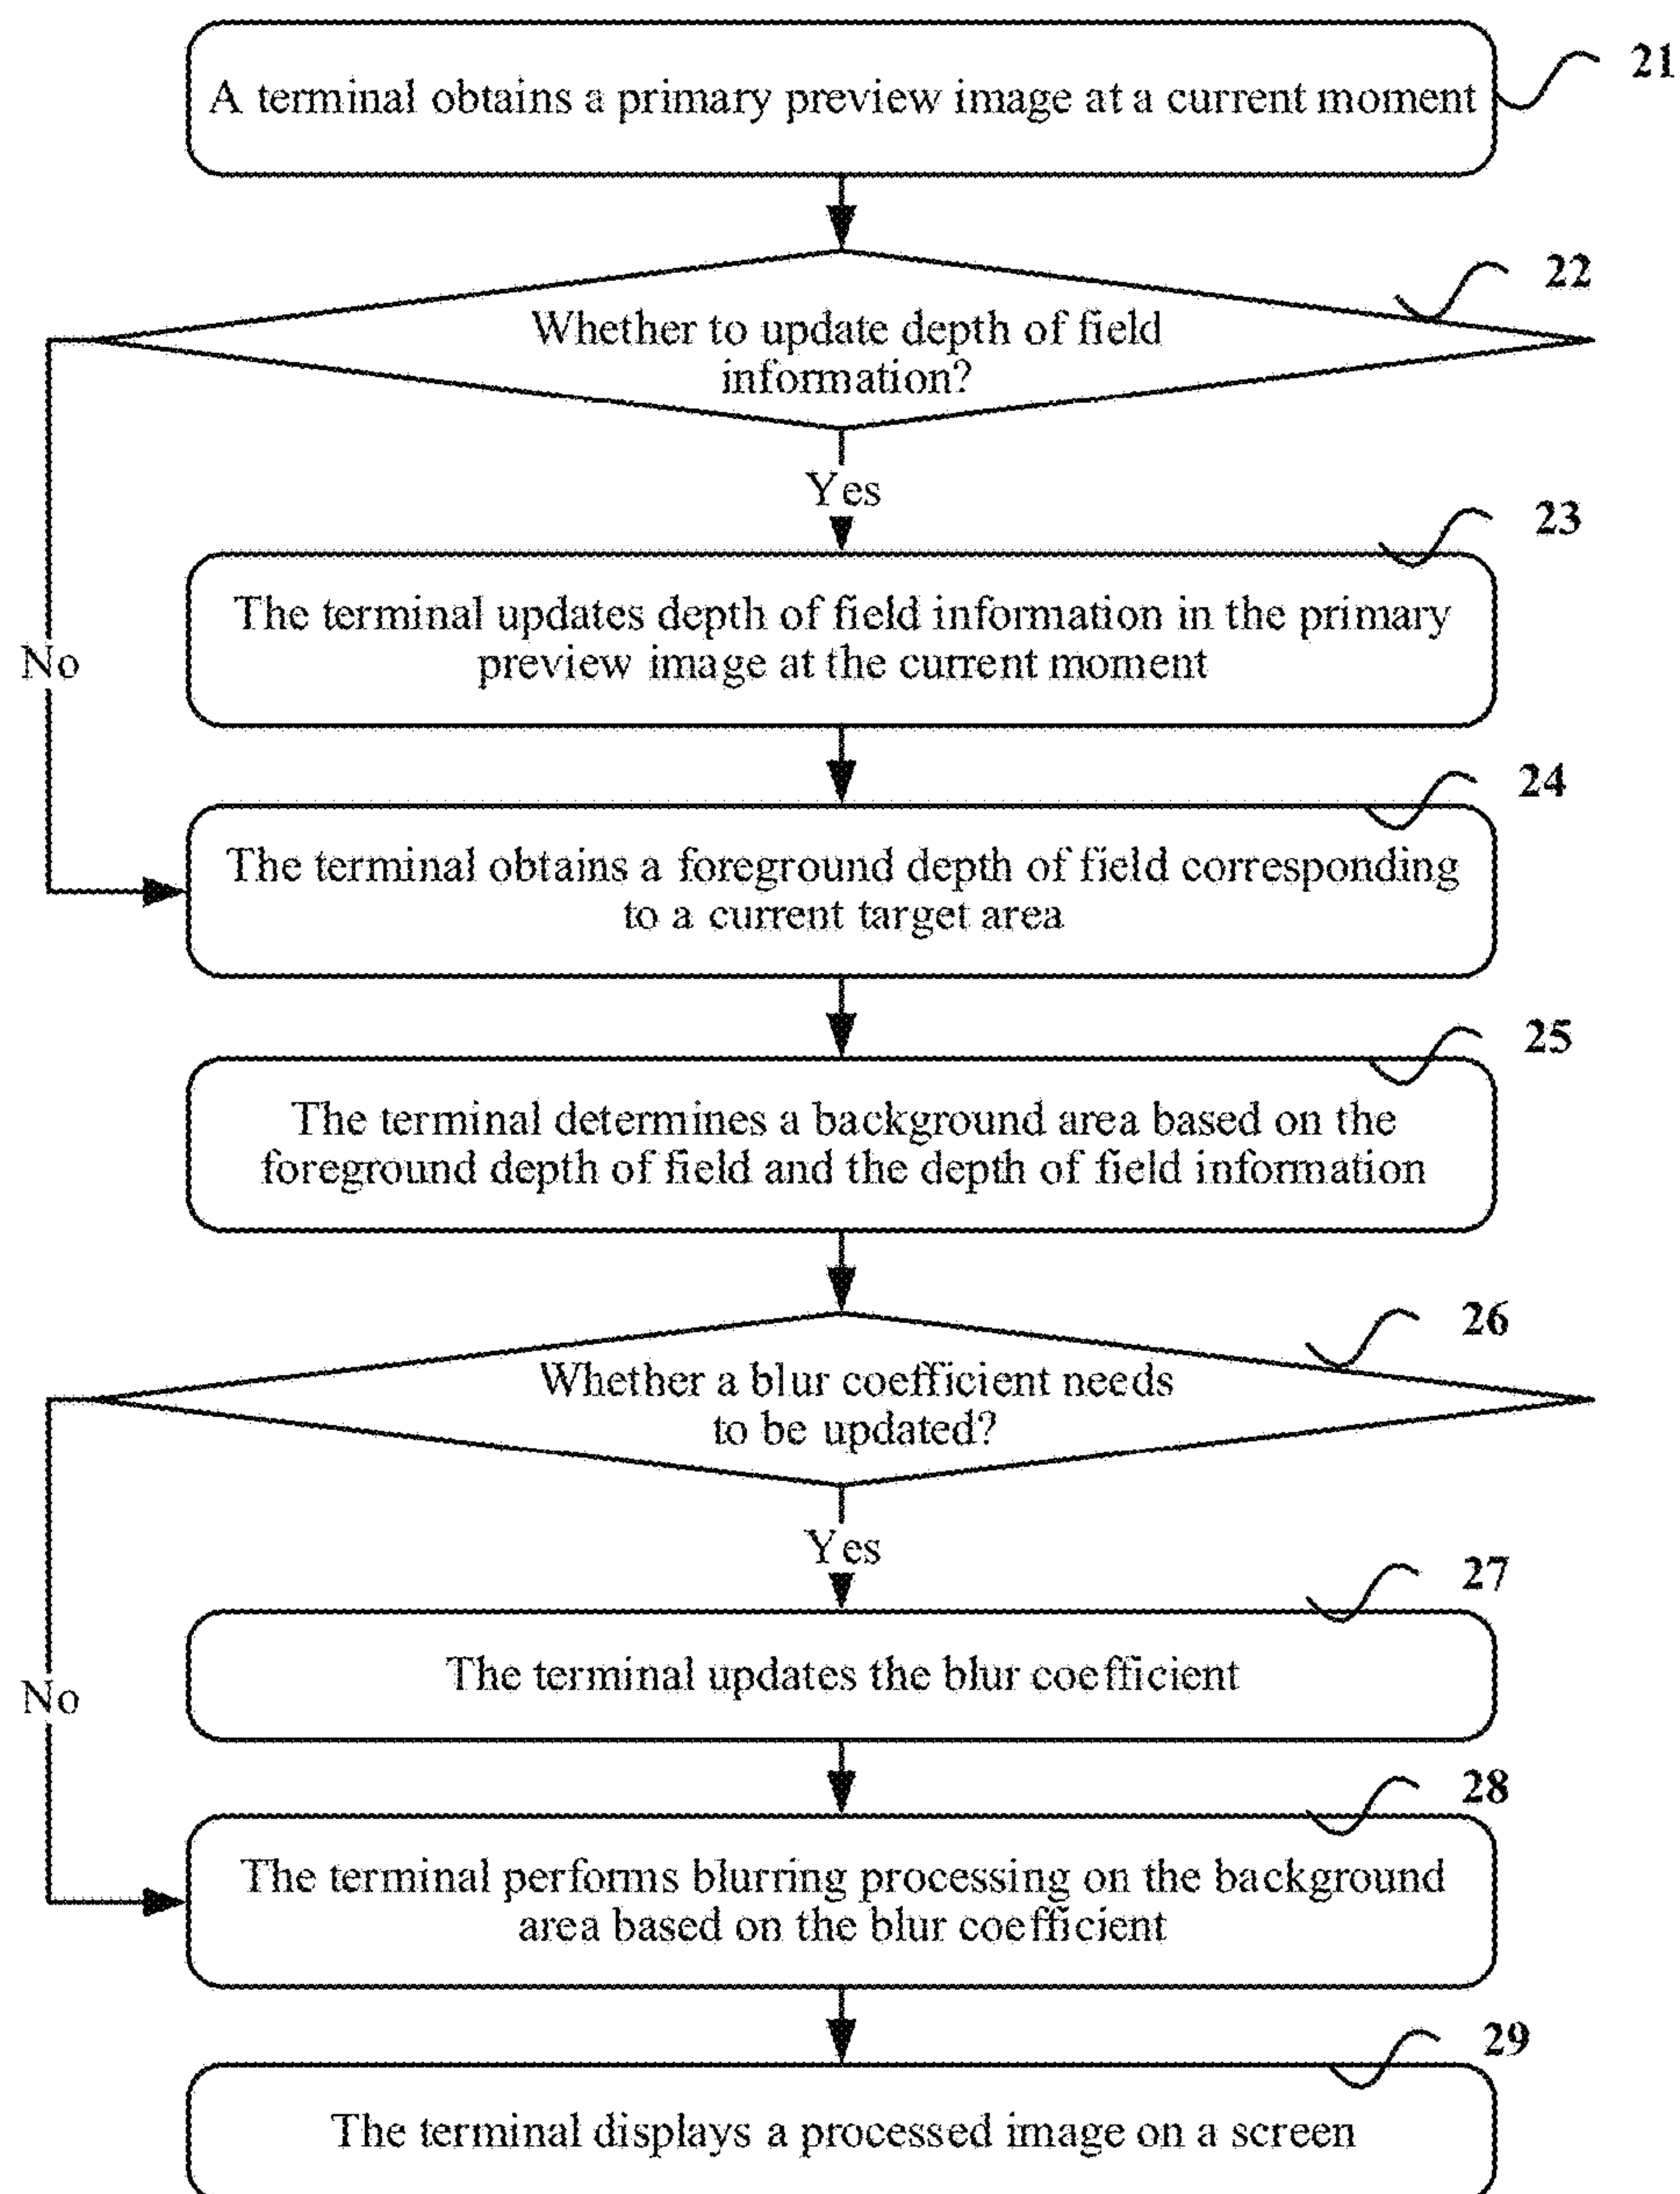 A terminal obtains a primary preview image at a current moment
21
22
Whether to update depth of field
information?
Yes
23
The terminal updates depth of field information in the primary
preview image at the current moment
No
24
The terminal obtains a foreground depth of field corresponding
to a current target area
25
The terminal determines a background area based on the
foreground depth of field and the depth of field information
26
Whether a blur coefficient needs
to be updated?
Yes
27
The terminal updates the blur coefficient
No
28
The terminal performs blurring processing on the background
area based on the blur coefficient
29
The terminal displays a processed image on a screen